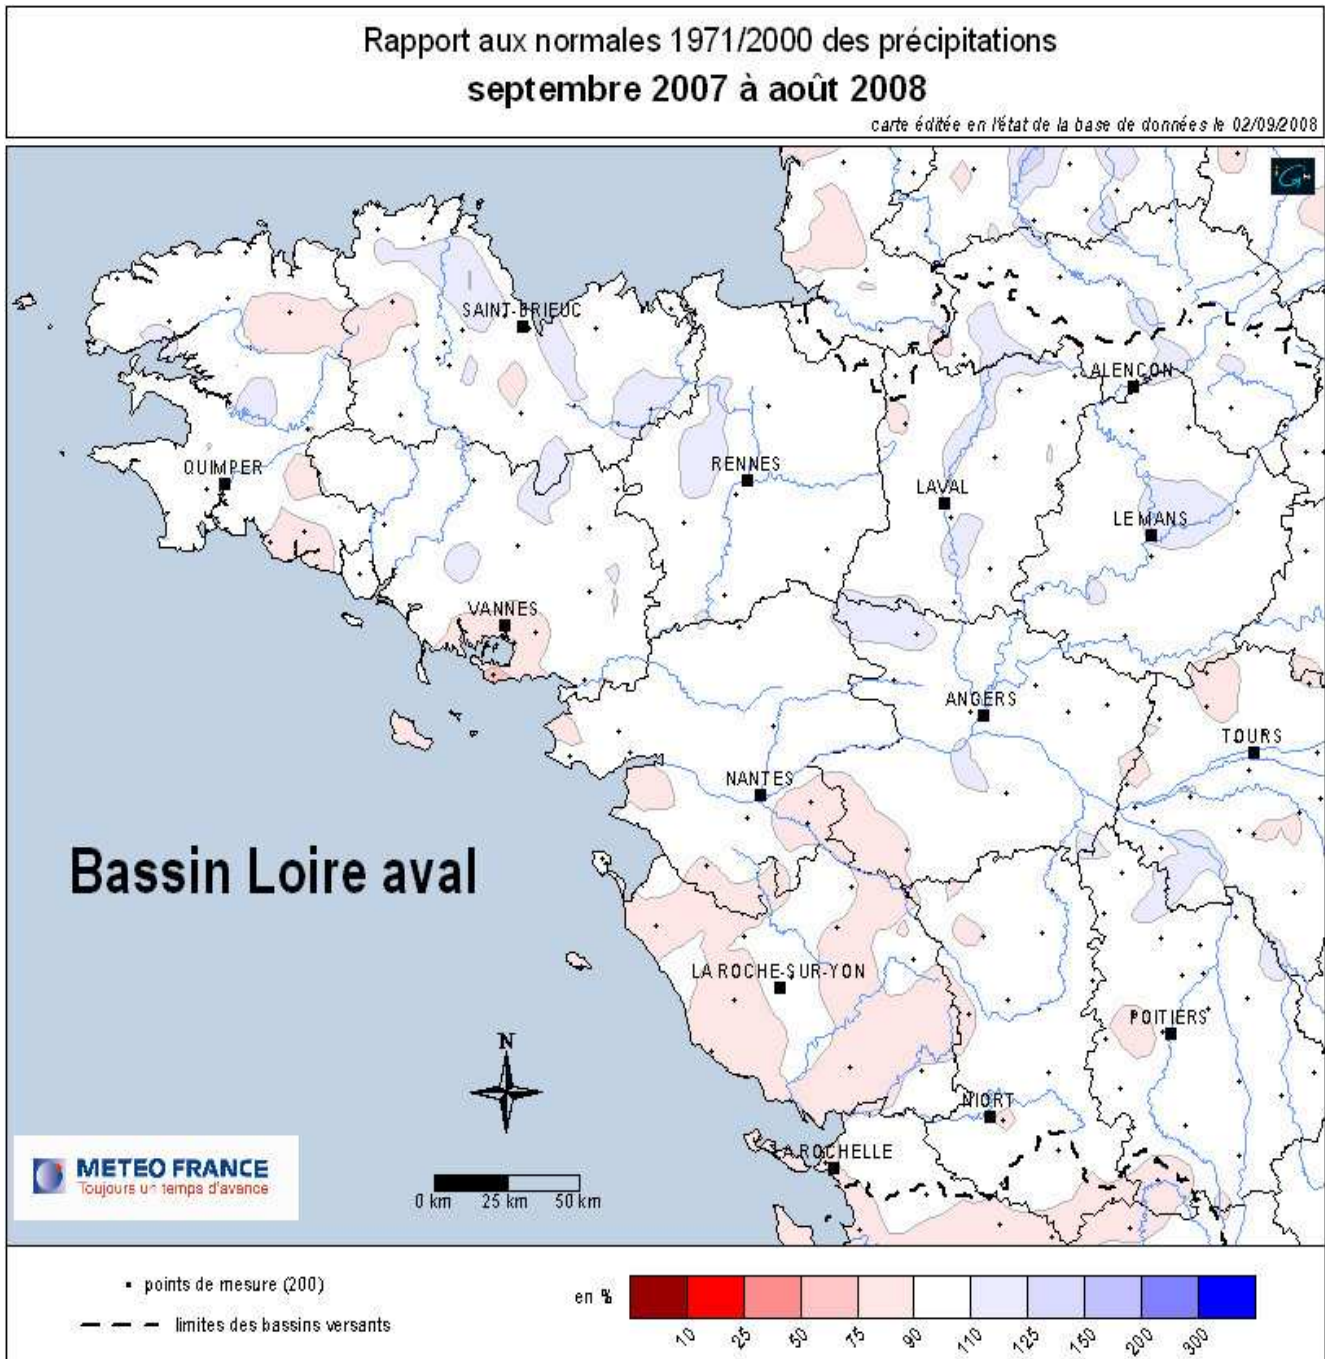 Rapport aux normales 1971/2000 des précipitations
septembre 2007 à août 2008
carte éditée en l'état de la base de données le 02/09/2008
SAINT-BRIEUC
ALENCON
QUIMPER
RENNES
LAVAL
LE MANS
VANNES
ANGERS
TOURS
NANTES
Bassin Loire aval
LA ROCHE-SUR-YON
POITIERS
N
NIORT
LA ROCHELLE
METEO FRANCE
Toujours un temps d'avance
0 km 25 km 50 km
points de mesure (200)
limites des bassins versants
en %
10 25 50 75 90 110 125 150 200 300